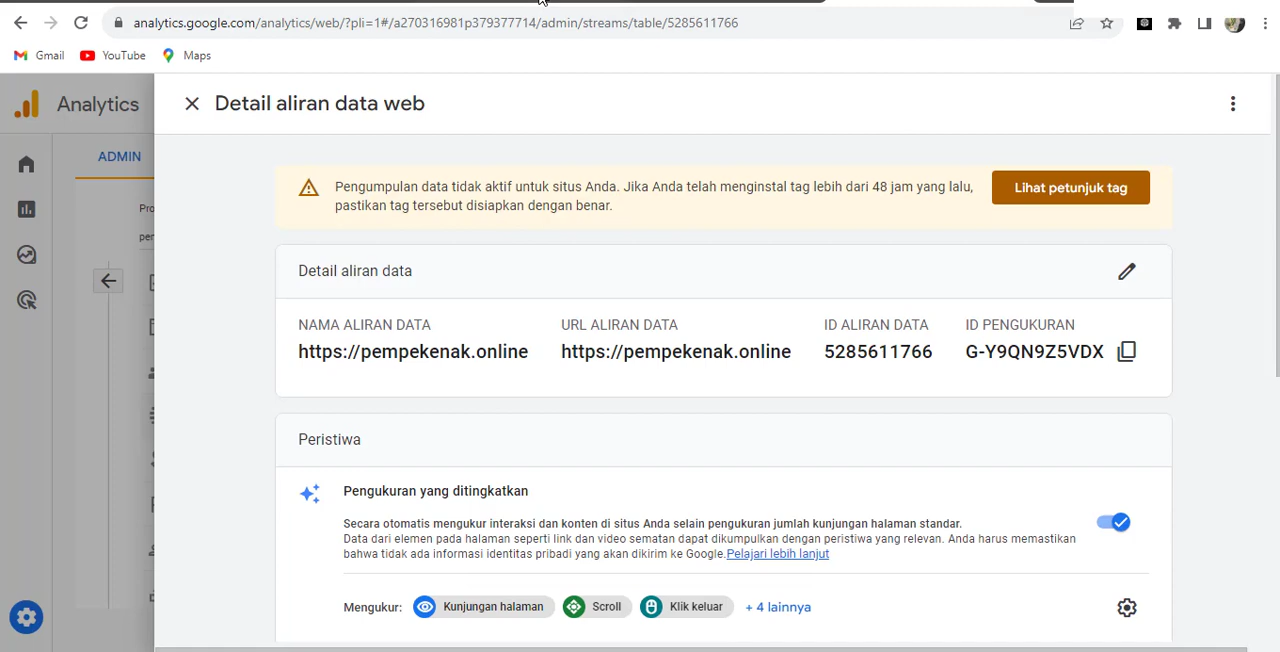 analytics.google.com/analytics/web/?pli=1#/a270316981p379377714/admin/streams/table/5285611766
Gmail YouTube Maps
Analytics
Detail aliran data web
ADMIN
Pengumpulan data tidak aktif untuk situs Anda. Jika Anda telah menginstal tag lebih dari 48 jam yang lalu,
pastikan tag tersebut disiapkan dengan benar.
Lihat petunjuk tag
Pro
per
Detail aliran data
NAMA ALIRAN DATA URL ALIRAN DATA ID ALIRAN DATA ID PENGUKURAN
https://pempekenak.online https://pempekenak.online 5285611766 G-Y9QN9Z5VDX
Peristiwa
Pengukuran yang ditingkatkan
Secara otomatis mengukur interaksi dan konten di situs Anda selain pengukuran jumlah kunjungan halaman standar.
Data dari elemen pada halaman seperti link dan video sematan dapat dikumpulkan dengan peristiwa yang relevan. Anda harus memastikan
bahwa tidak ada informasi identitas pribadi yang akan dikirim ke Google.Pelajari lebih lanjut
Mengukur: Kunjungan halaman Scroll Klik keluar + 4 lainnya